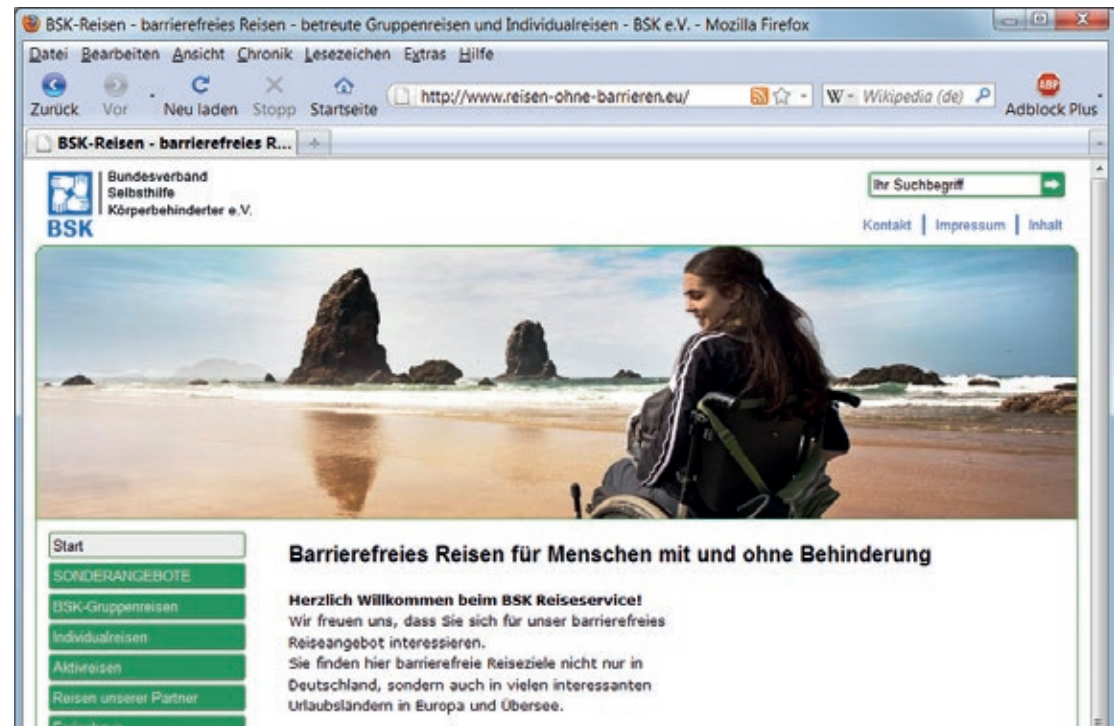 BSK-Reisen - barrierefreies Reisen - betreute Gruppenreisen und Individualreisen - BSK e.V. - Mozilla Firefox
Datei Bearbeiten Ansicht Chronik Lesezeichen Extras Hilfe
http://www.reisen-ohne-barrieren.eu/
W Wikipedia (de)
ABP
Zurück Vor Neu laden Stopp Startseite Adblock Plus
BSK-Reisen - barrierefreies R...
Bundesverband
Selbsthilfe
Körperbehinderter e.V.
BSK
Ihr Suchbegriff
Kontakt | Impressum | Inhalt
Start
SONDERANGEBOTE
BSK-Gruppenreisen
Individualreisen
Aktivreisen
Reisen unserer Partner
Barrierefreies Reisen für Menschen mit und ohne Behinderung
Herzlich Willkommen beim BSK Reiseservice!
Wir freuen uns, dass Sie sich für unser barrierefreies
Reiseangebot interessieren.
Sie finden hier barrierefreie Reiseziele nicht nur in
Deutschland, sondern auch in vielen interessanten
Urlaubsländern in Europa und Übersee.